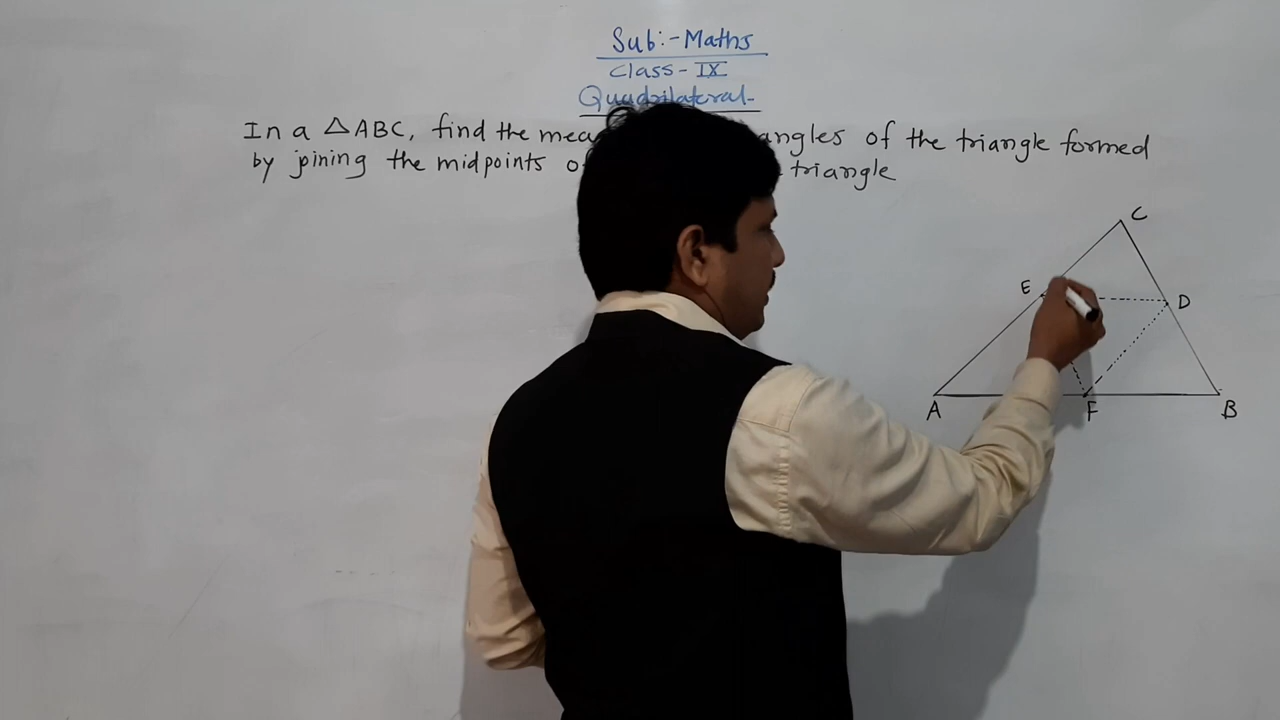 Sub:- Maths
Class - IX
Quadrilateral-
In a △ABC, find the angles of the triangle formed
by joining the midpoints triangle
C
E
D
A
F
B